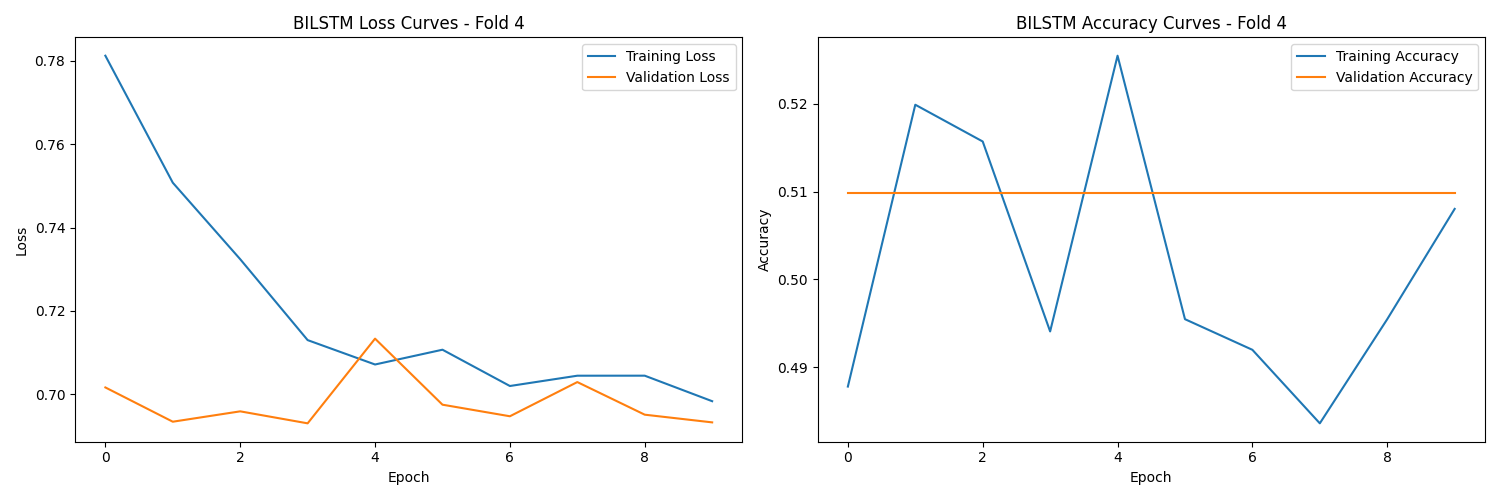 BILSTM Loss Curves - Fold 4
Training Loss
Validation Loss
0.78
0.76
0.74
0.72
0.70
Loss
0 2 4 6 8
Epoch
BILSTM Accuracy Curves - Fold 4
Training Accuracy
Validation Accuracy
0.52
0.51
0.50
0.49
Accuracy
0 2 4 6 8
Epoch